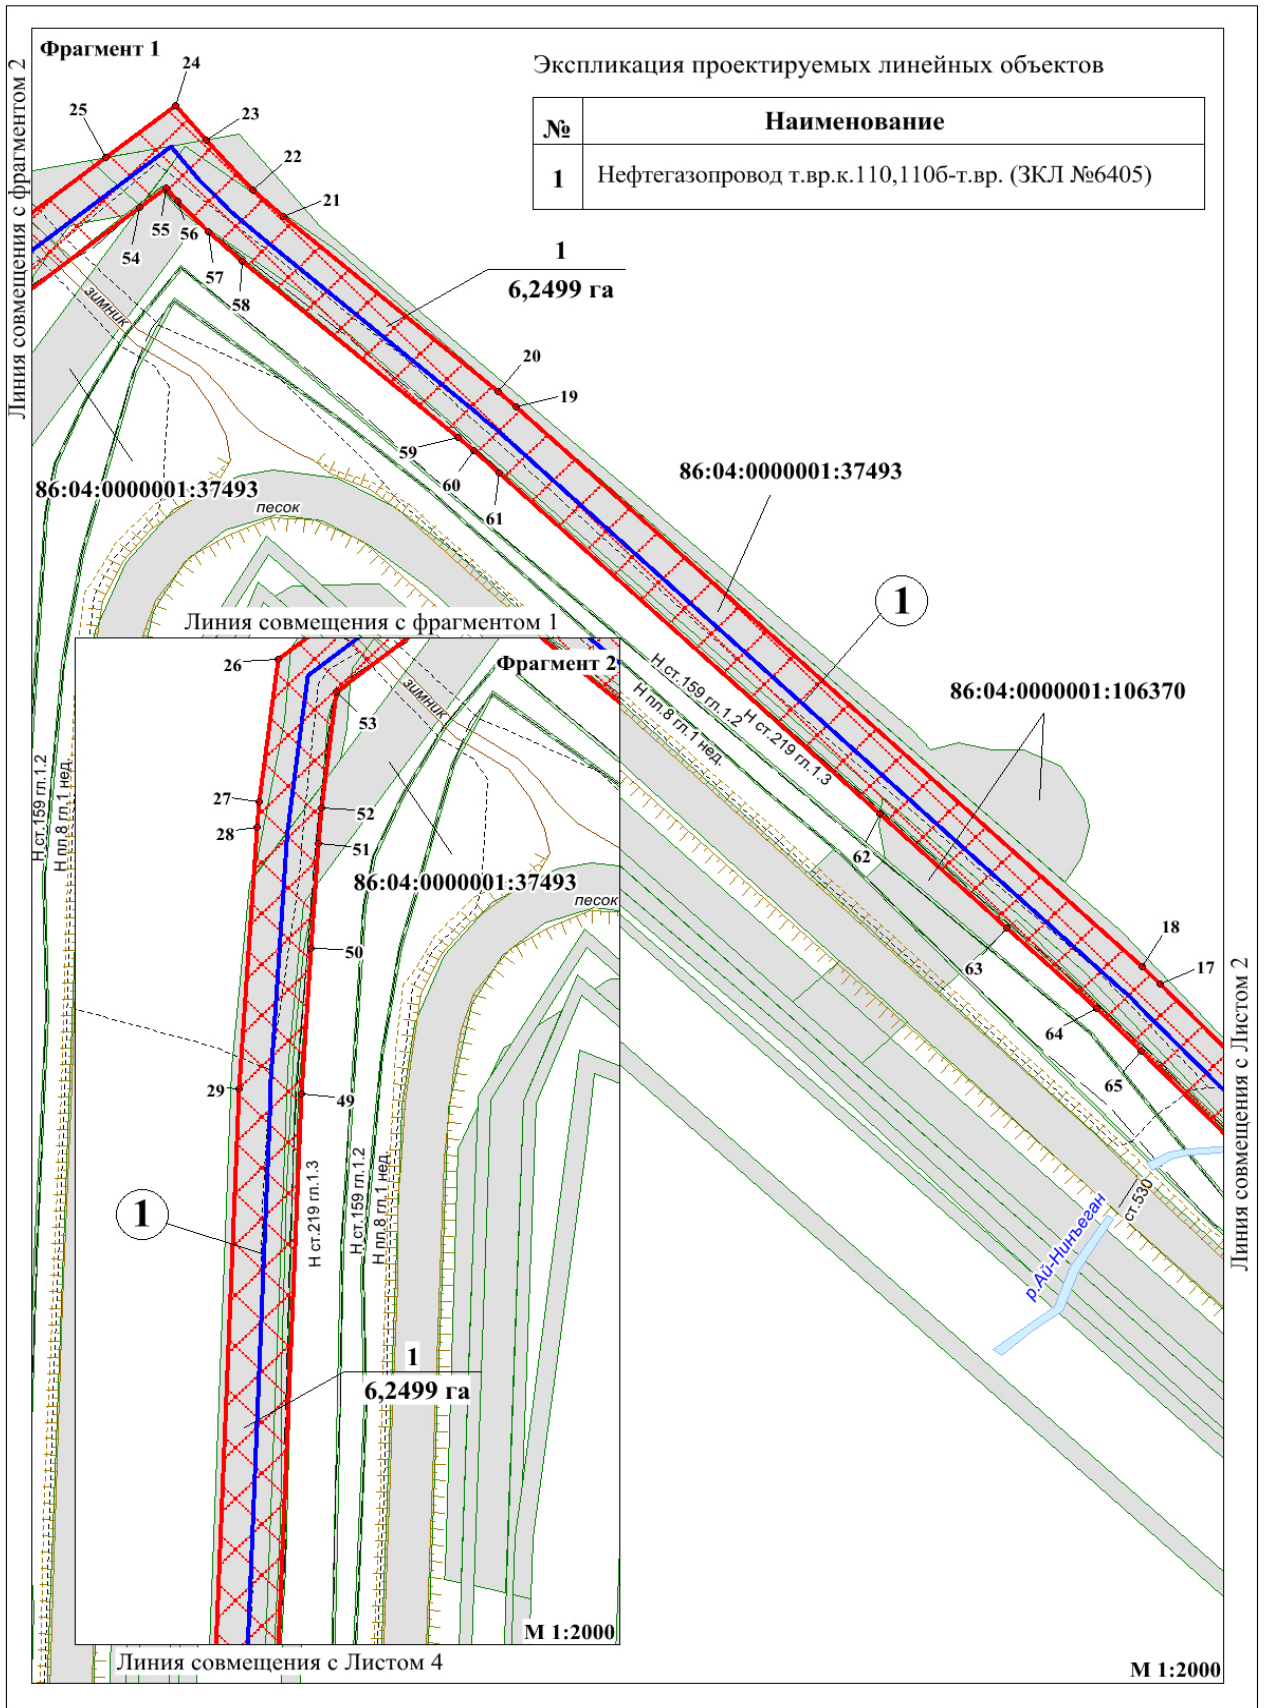 Фрагмент 1
Линия совмещения с фрагментом 2
Экспликация проектируемых линейных объектов
№ Наименование
1 Нефтегазопровод т.вр.к.110,110б-т.вр. (ЗКЛ №6405)
24
25
23
22
21
54
55
56
57
58
1
6,2499 га
зимник
20
19
59
60
61
86:04:0000001:37493
86:04:0000001:37493
песок
1
86:04:0000001:106370
Н ст.159 гл.1.2
Н пл.8 гл.1 нед.
Н ст.219 гл.1.3
Н ст.159 гл.1.2
Н пл.8 гл.1 нед.
62
63
18
17
64
65
ст.530
р.Ай-Нинъеган
Линия совмещения с Листом 2
Линия совмещения с фрагментом 1
Фрагмент 2
26
зимник
53
27
28
52
51
86:04:0000001:37493
песок
50
29
49
1
Н ст.219 гл.1.3
Н ст.159 гл.1.2
Н пл.8 гл.1 нед.
1
6,2499 га
М 1:2000
Линия совмещения с Листом 4
М 1:2000